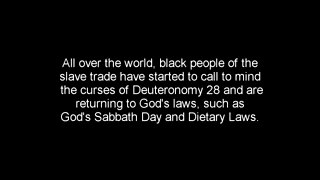 All over the world, black people of the
slave trade have started to call to mind
the curses of Deuteronomy 28 and are
returning to God's laws, such as
God's Sabbath Day and Dietary Laws.